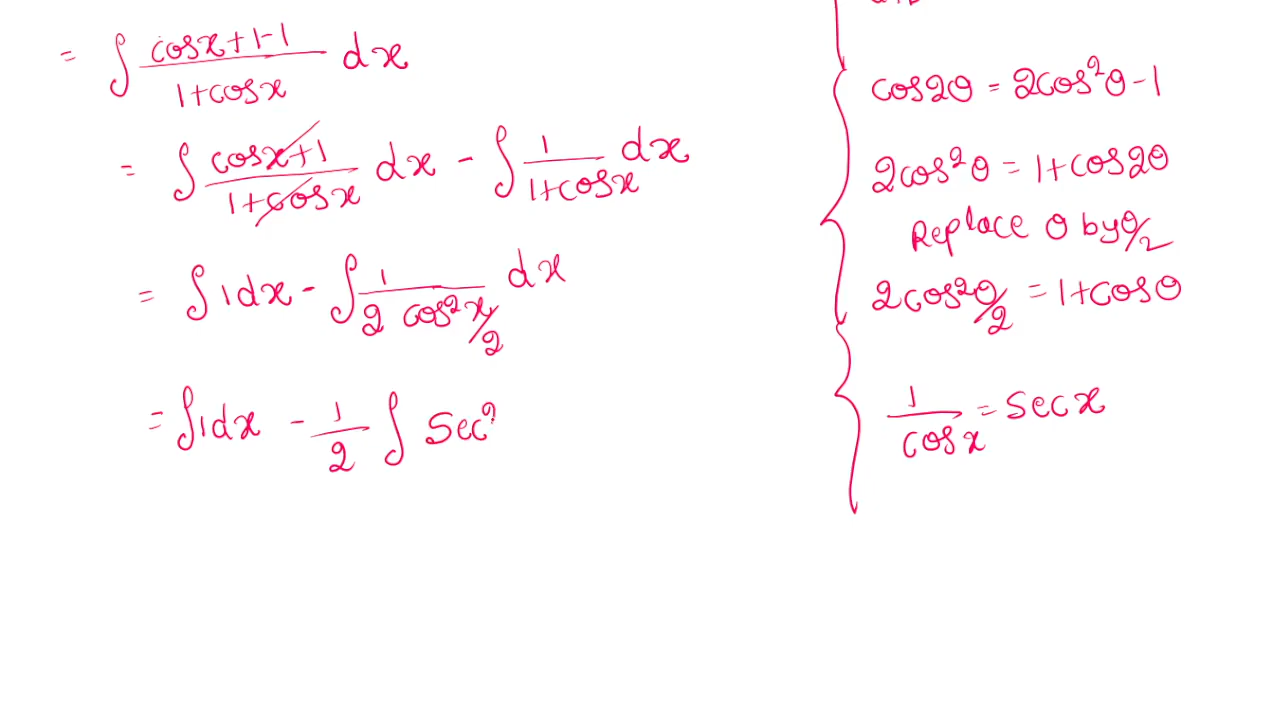 = ∫ cosx+1-1 / 1+cosx dx
= ∫ cosx+1 / 1+cosx dx - ∫ 1 / 1+cosx dx
= ∫ 1dx - ∫ 1 / 2 cos²x/2 dx
= ∫ 1dx - 1/2 ∫ Sec²
cos2θ = 2cos²θ-1
2cos²θ = 1+cos2θ
Replace θ by θ/2
2cos²θ/2 = 1+cosθ
1 / cosx = secx